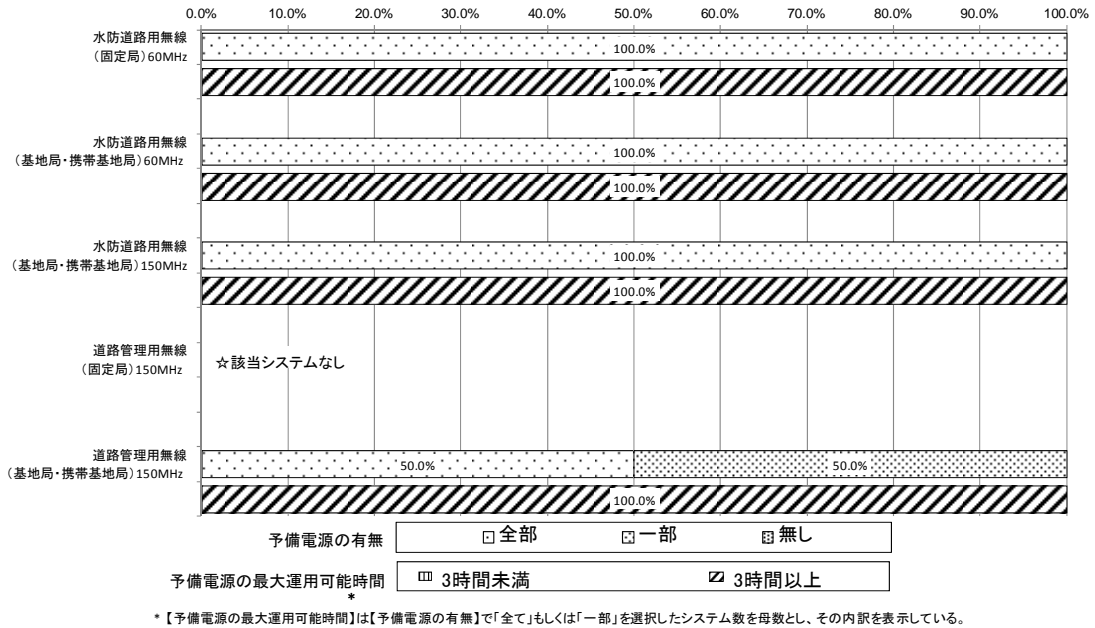 0.0% 10.0% 20.0% 30.0% 40.0% 50.0% 60.0% 70.0% 80.0% 90.0% 100.0%
水防道路用無線
（固定局）60MHz
100.0%
100.0%
水防道路用無線
（基地局・携帯基地局）60MHz
100.0%
100.0%
水防道路用無線
（基地局・携帯基地局）150MHz
100.0%
100.0%
道路管理用無線
（固定局）150MHz
☆該当システムなし
道路管理用無線
（基地局・携帯基地局）150MHz
50.0% 50.0%
100.0%
予備電源の有無 全部 一部 無し
予備電源の最大運用可能時間 3時間未満 3時間以上
*
* 【予備電源の最大運用可能時間】は【予備電源の有無】で「全て」もしくは「一部」を選択したシステム数を母数とし、その内訳を表示している。